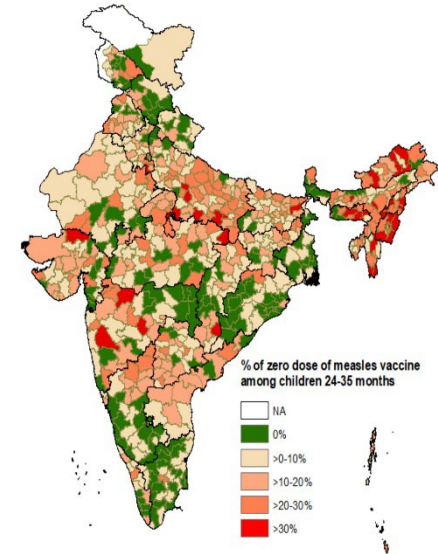 % of zero dose of measles vaccine
among children 24-35 months
NA
0%
>0-10%
>10-20%
>20-30%
>30%